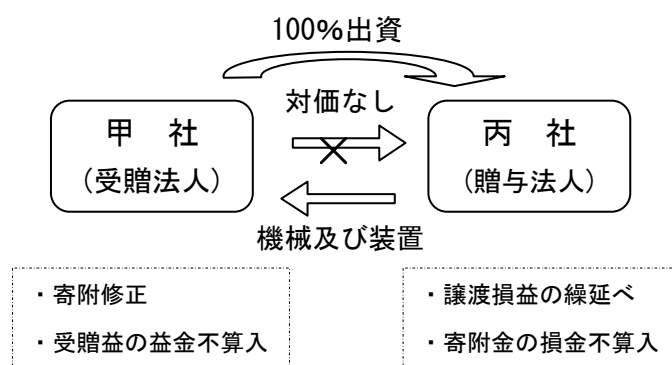 100%出資
対価なし
甲 社
(受贈法人)
丙 社
(贈与法人)
機械及び装置
・寄附修正
・受贈益の益金不算入
・譲渡損益の繰延べ
・寄附金の損金不算入